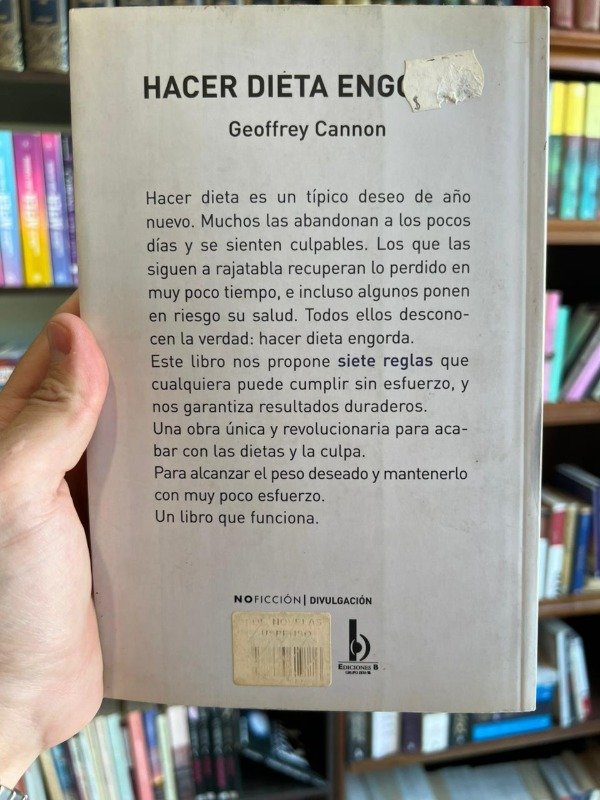 HACER DIETA ENGO
$
Geoffrey Cannon
Hacer dieta es un típico deseo de año
nuevo. Muchos las abandonan a los pocos
días y se sienten culpables. Los que las
siguen a rajatabla recuperan lo perdido en
muy poco tiempo, e incluso algunos ponen
en riesgo su salud. Todos ellos descono-
cen la verdad: hacer dieta engorda.
Este libro nos propone siete reglas que
cualquiera puede cumplir sin esfuerzo, y
nos garantiza resultados duraderos.
Una obra única y revolucionaria para aca-
bar con las dietas y la culpa.
Para alcanzar el peso deseado y mantenerlo
con muy poco esfuerzo.
Un libro que funciona.
NOFICCIÓN | DIVULGACIÓN
NOVELAS
b
EDICIONES B
GRUPO ZETA